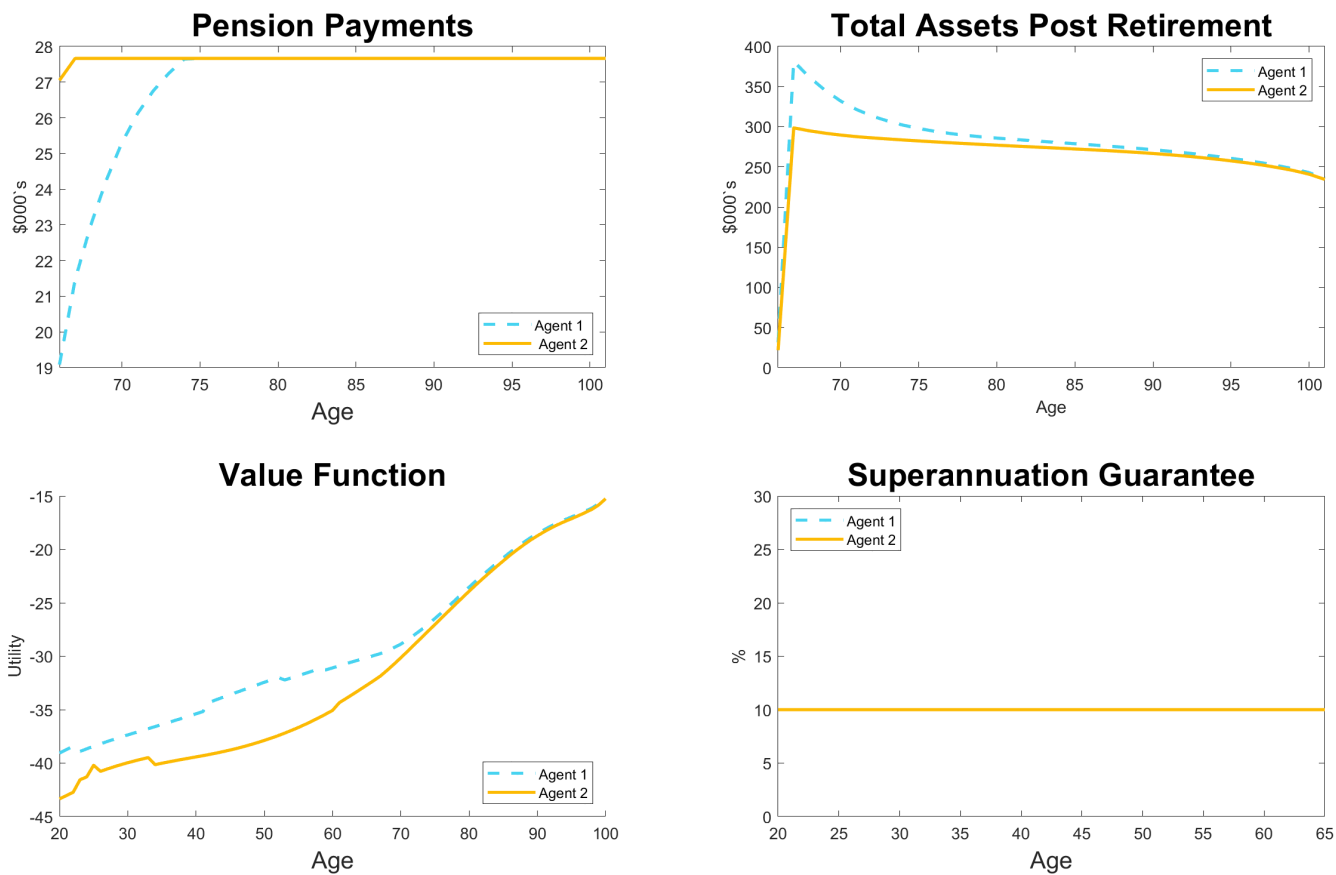 Pension Payments
28
27
26
25
24
23
22
21
20
19
$000`s
70 75 80 85 90 95 100
Age
Agent 1
Agent 2
Total Assets Post Retirement
400
350
300
250
200
150
100
50
0
$000`s
70 75 80 85 90 95 100
Age
Agent 1
Agent 2
Value Function
-15
-20
-25
-30
-35
-40
-45
Utility
20 30 40 50 60 70 80 90 100
Age
Agent 1
Agent 2
Superannuation Guarantee
30
25
20
15
10
5
0
%
20 25 30 35 40 45 50 55 60 65
Age
Agent 1
Agent 2